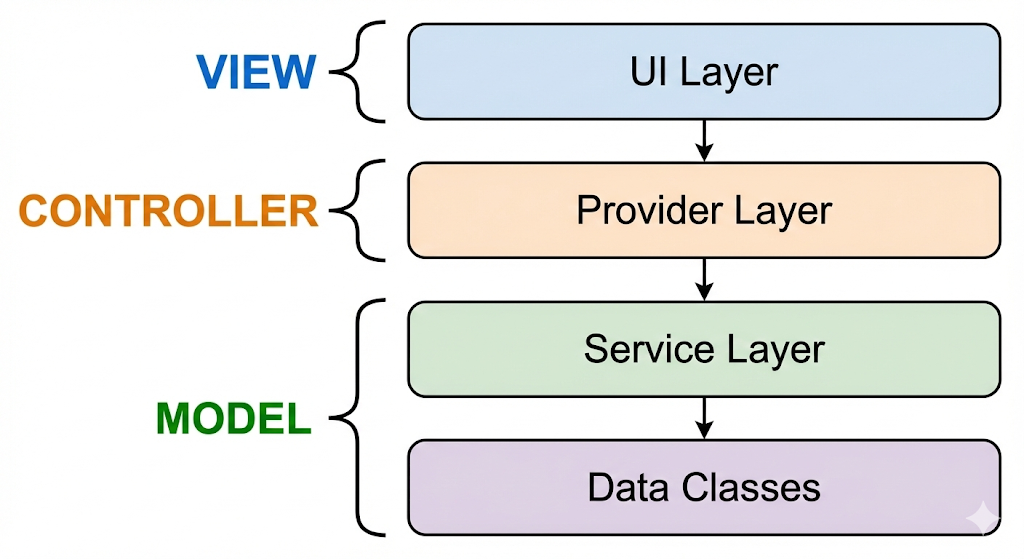 VIEW
UI Layer
CONTROLLER
Provider Layer
Service Layer
MODEL
Data Classes